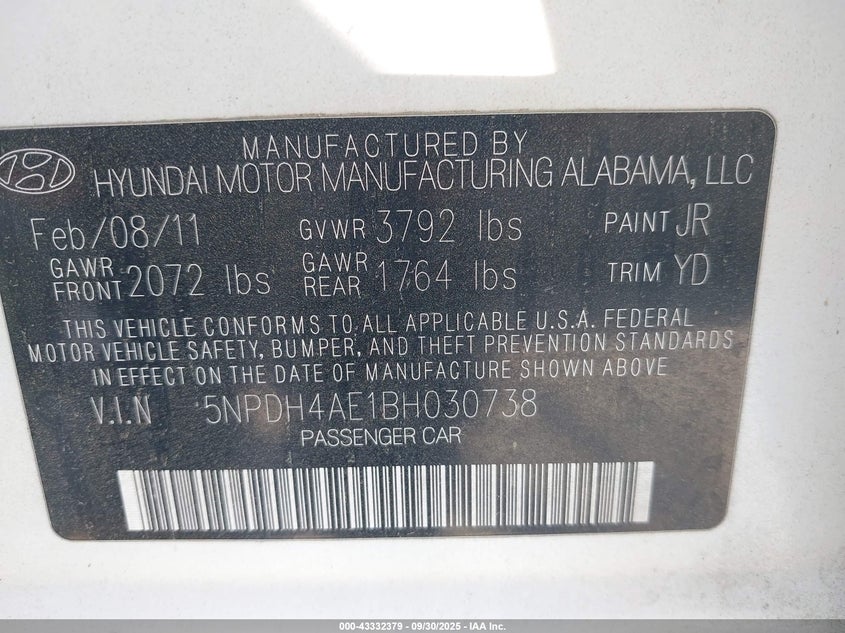 MANUFACTURED BY
HYUNDAI MOTOR MANUFACTURING ALABAMA, LLC
Feb/08/11 GVWR 3792 lbs PAINT JR
GAWR FRONT 2072 lbs GAWR REAR 1764 lbs TRIM YD
THIS VEHICLE CONFORMS TO ALL APPLICABLE U.S.A. FEDERAL
MOTOR VEHICLE SAFETY, BUMPER, AND THEFT PREVENTION STANDARDS
IN EFFECT ON THE DATE OF MANUFACTURE SHOWN ABOVE
V.I.N 5NPDH4AE1BH030738
PASSENGER CAR
000-43332379 - 09/30/2025 - IAA Inc.